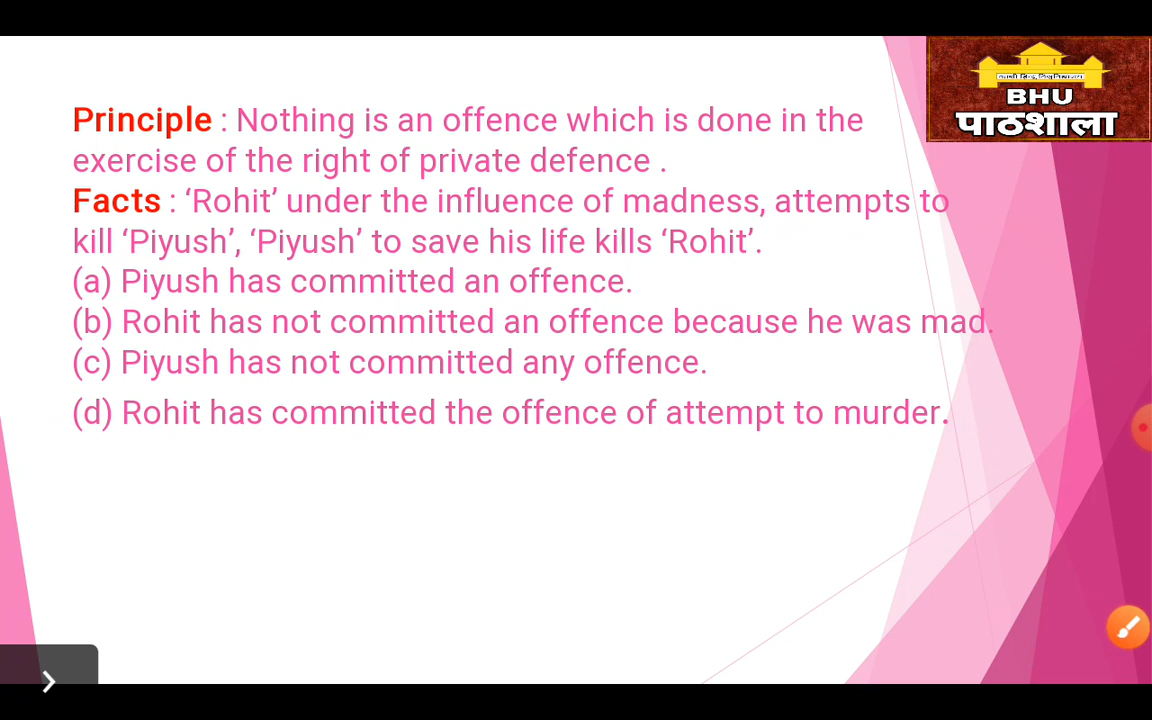 BHU
पाठशाला
Principle : Nothing is an offence which is done in the
exercise of the right of private defence .
Facts : ‘Rohit’ under the influence of madness, attempts to
kill ‘Piyush’, ‘Piyush’ to save his life kills ‘Rohit’.
(a) Piyush has committed an offence.
(b) Rohit has not committed an offence because he was mad.
(c) Piyush has not committed any offence.
(d) Rohit has committed the offence of attempt to murder.